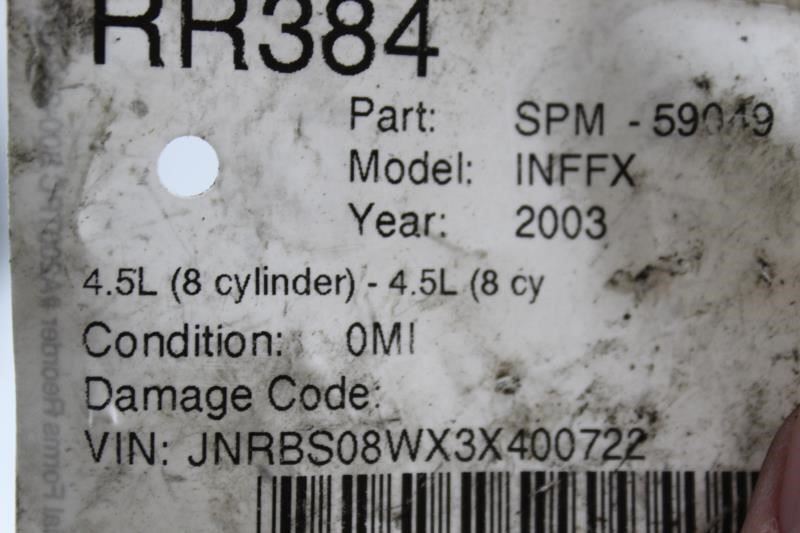 RR384
Part: SPM - 59049
Model: INFFX
Year: 2003
4.5L (8 cylinder) - 4.5L (8 cy
Condition: 0MI
Damage Code:
VIN: JNRBS08WX3X400722